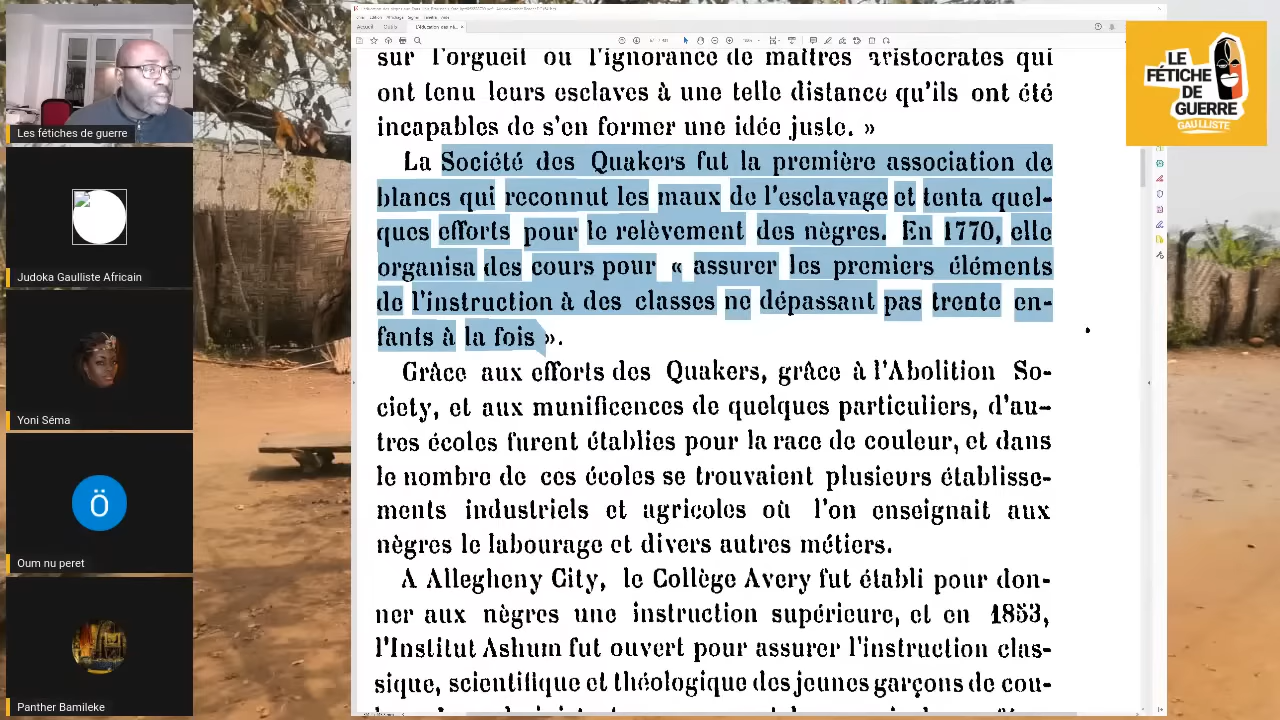 Les fétiches de guerre
Judoka Gaulliste Africain
Yoni Séma
Ö
Oum nu peret
Panther Bamileke
LE
FÉTICHE
DE
GUERRE
GAULLISTE
Accueil Outils
sur l'orgueil ou l'ignorance de maîtres aristocrates qui
ont tenu leurs esclaves à une telle distance qu'ils ont été
incapables de s'en former une idée juste. »
La Société des Quakers fut la première association de
blancs qui reconnut les maux de l'esclavage et tenta quel-
ques efforts pour le relèvement des nègres. En 1770, elle
organisa des cours pour « assurer les premiers éléments
de l'instruction à des classes ne dépassant pas trente en-
fants à la fois ».
Grâce aux efforts des Quakers, grâce à l'Abolition So-
ciety, et aux munificences de quelques particuliers, d'au-
tres écoles furent établies pour la race de couleur, et dans
le nombre de ces écoles se trouvaient plusieurs établisse-
ments industriels et agricoles où l'on enseignait aux
nègres le labourage et divers autres métiers.
A Allegheny City, le Collège Avery fut établi pour don-
ner aux nègres une instruction supérieure, et en 1853,
l'Institut Ashum fut ouvert pour assurer l'instruction clas-
sique, scientifique et théologique des jeunes garçons de cou-